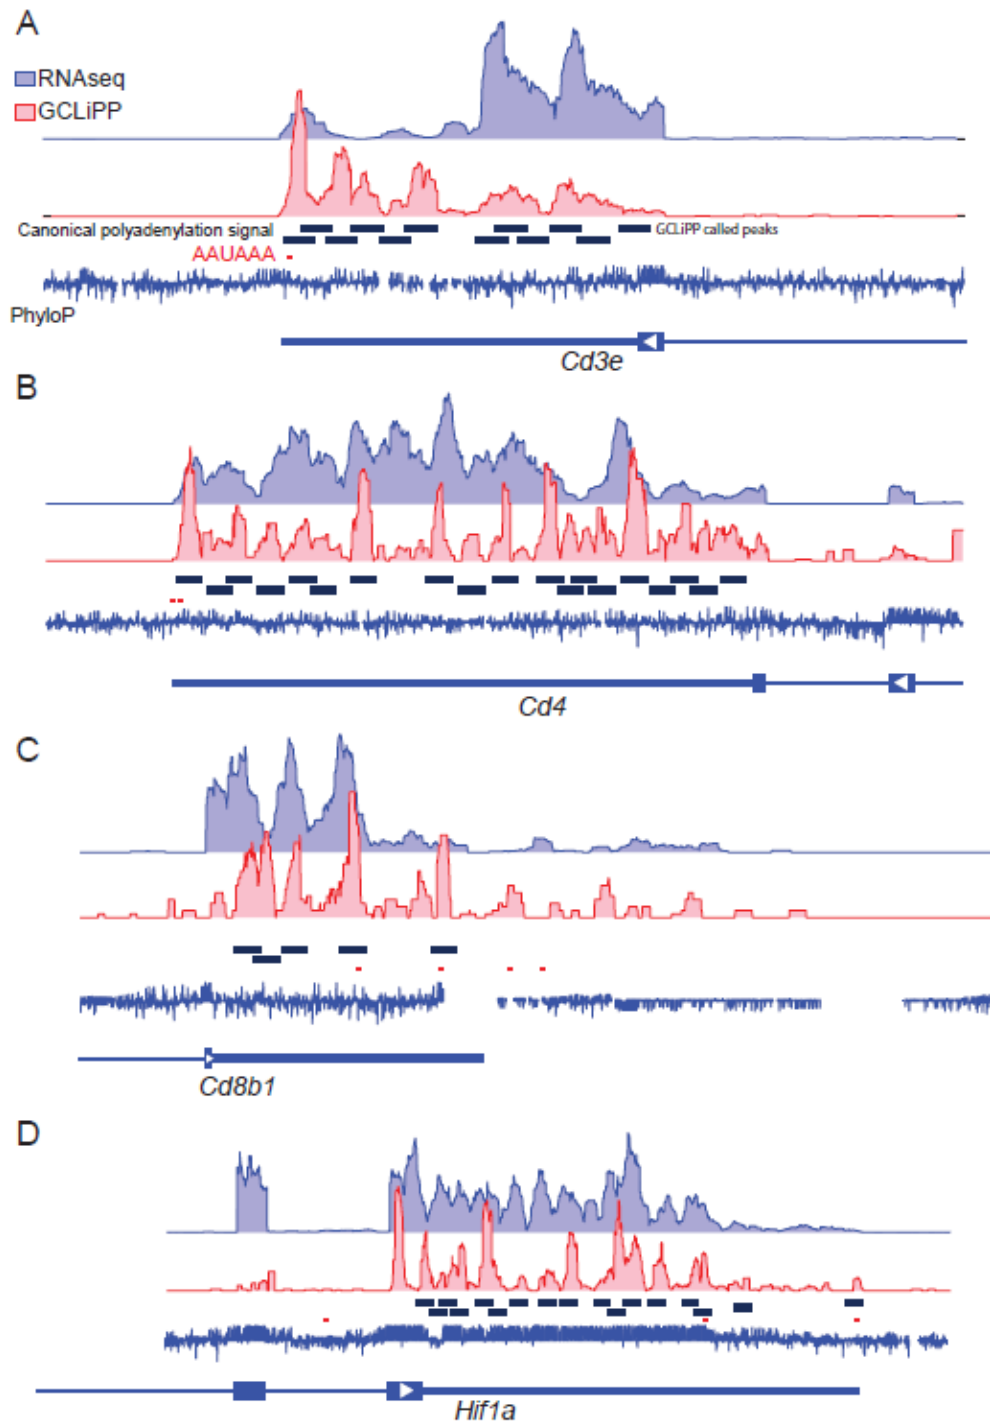 A
RNAseq
GCLiPP
Canonical polyadenylation signal
GCLiPP called peaks
AAUAAA
PhyloP
Cd3e
B
Cd4
C
Cd8b1
D
Hif1a